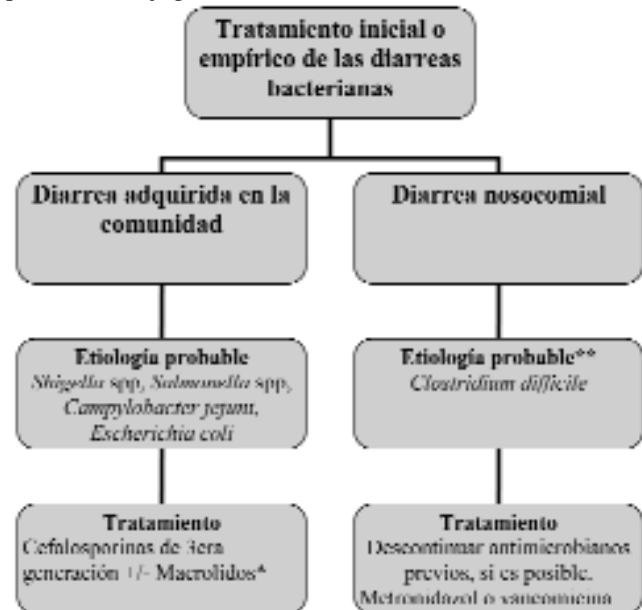 Tratamiento inicial o
empírico de las diarreas
bacterianas
Diarrea adquirida en la
comunidad
Diarrea nosocomial
Etiología probable
Shigella spp, Salmonella spp,
Campylobacter jejuni,
Escherichia coli
Etiología probable**
Clostridium difficile
Tratamiento
Cefalosporinas de 3era
generación +/- Macrolidos*
Tratamiento
Descontinuar antimicrobianos
previos, si es posible.
Metronidazol o vancomicina